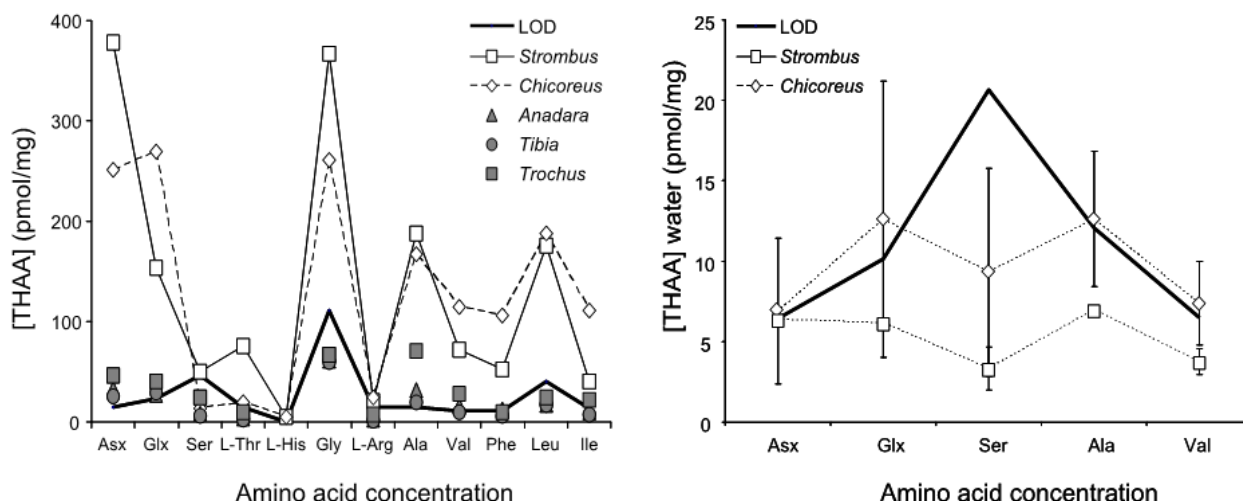 400
300
200
100
0
[THAA] (pmol/mg)
LOD
Strombus
Chicoreus
Anadara
Tibia
Trochus
Asx Glx Ser L-Thr L-His Gly L-Arg Ala Val Phe Leu Ile
Amino acid concentration
25
20
15
10
5
0
[THAA] water (pmol/mg)
LOD
Strombus
Chicoreus
Asx Glx Ser Ala Val
Amino acid concentration